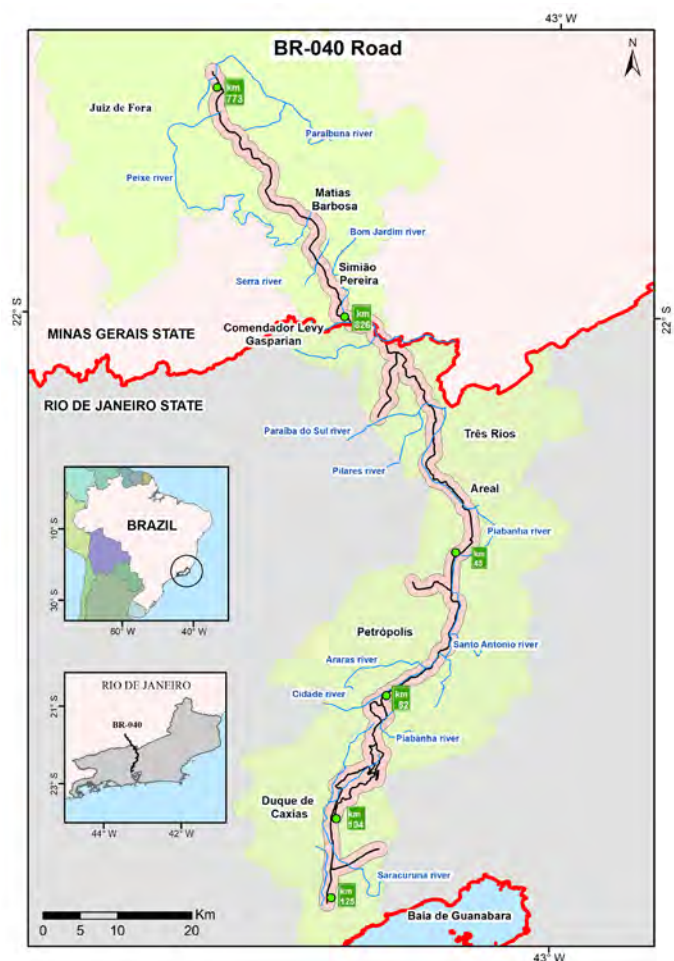 43° W
BR-040 Road
N
km
773
Juiz de Fora
Paraibuna river
Peixe river
Matias
Barbosa
Bom Jardim river
Simião
Pereira
Serra river
22° S
km
828
22° S
Comendador Levy
Gasparian
MINAS GERAIS STATE
RIO DE JANEIRO STATE
Paraíba do Sul river
Três Rios
Pilares river
Areal
BRAZIL
10° S
30° S
60° W
40° W
Piabanha river
km
Petrópolis
Santo Antonio river
Araras river
Cidade river
km
RIO DE JANEIRO
BR-040
21° S
23° S
44° W
42° W
Piabanha river
Duque de
Caxias
km
104
Saracuruna river
km
125
Baia de Guanabara
0
10
20
Km
43° W